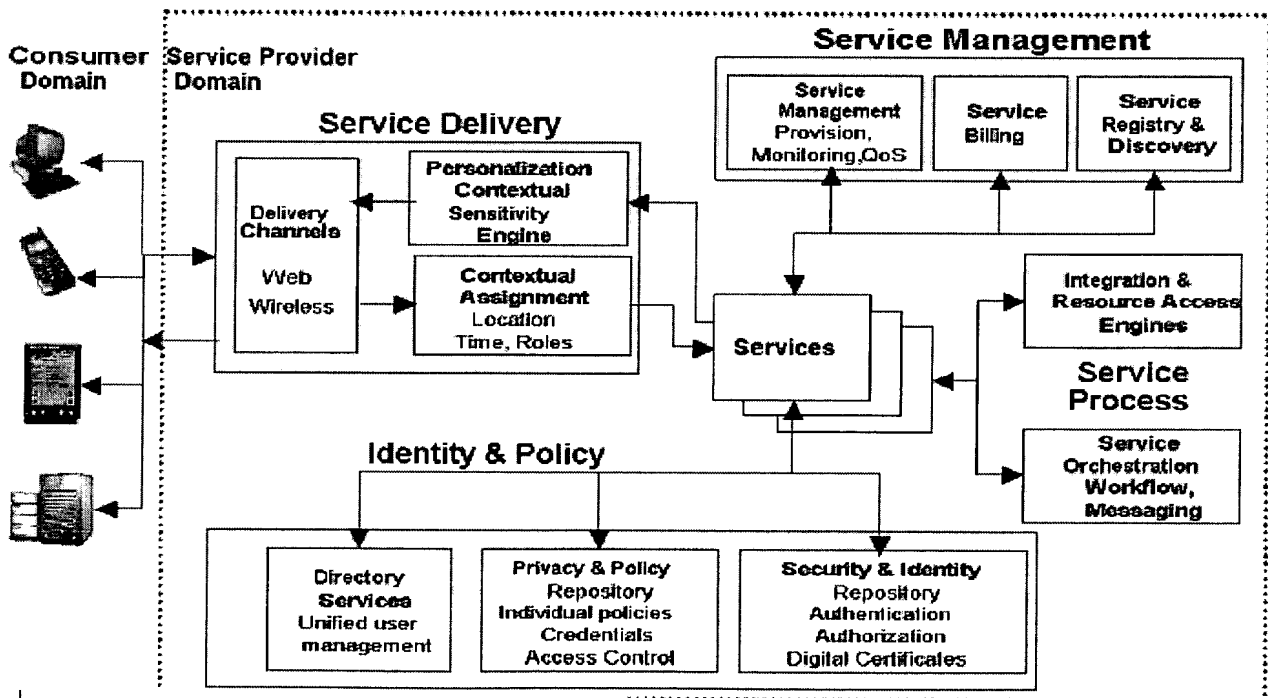 Consumer
Domain
Service Provider
Domain
Service Management
Service
Management
Provision,
Monitoring,QoS
Service
Billing
Service
Registry &
Discovery
Service Delivery
Delivery
Channels
Web
Wireless
Personalization
Contextual
Sensitivity
Engine
Contextual
Assignment
Location
Time, Roles
Services
Integration &
Resource Access
Engines
Service
Process
Service
Orchestration
Workflow,
Messaging
Identity & Policy
Directory
Services
Unified user
management
Privacy & Policy
Repository
Individual policies
Credentials
Access Control
Security & Identity
Repository
Authentication
Authorization
Digital Certificales